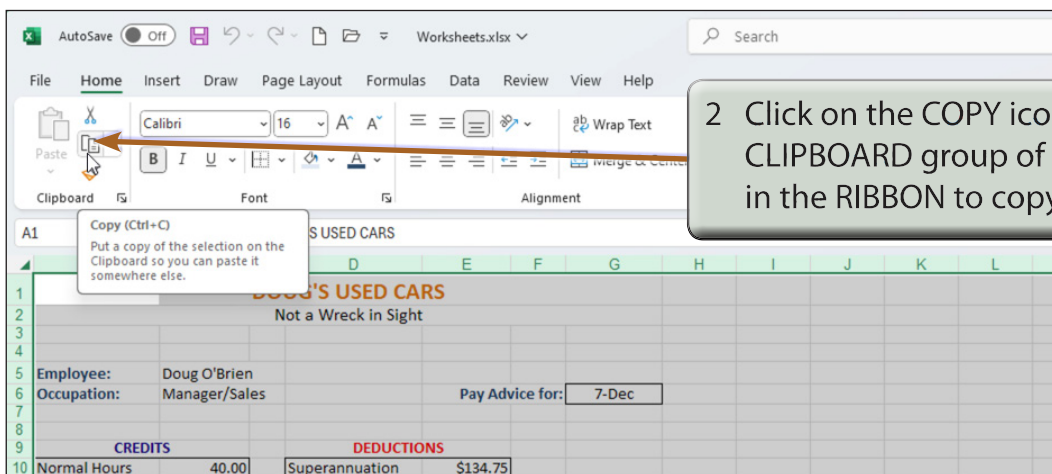 AutoSave Off Worksheets.xlsx Search
File Home Insert Draw Page Layout Formulas Data Review View Help
Paste Calibri 16 A^ A˅ ab Wrap Text
B I U A Merge & Center
Clipboard Font Alignment
2 Click on the COPY ico
CLIPBOARD group of
in the RIBBON to copy
A1 S USED CARS
Copy (Ctrl+C)
Put a copy of the selection on the
Clipboard so you can paste it
somewhere else.
D E F G H I J K L
1 DOUG'S USED CARS
2 Not a Wreck in Sight
3
4
5 Employee: Doug O'Brien
6 Occupation: Manager/Sales Pay Advice for: 7-Dec
7
8
9 CREDITS DEDUCTIONS
10 Normal Hours 40.00 Superannuation $134.75